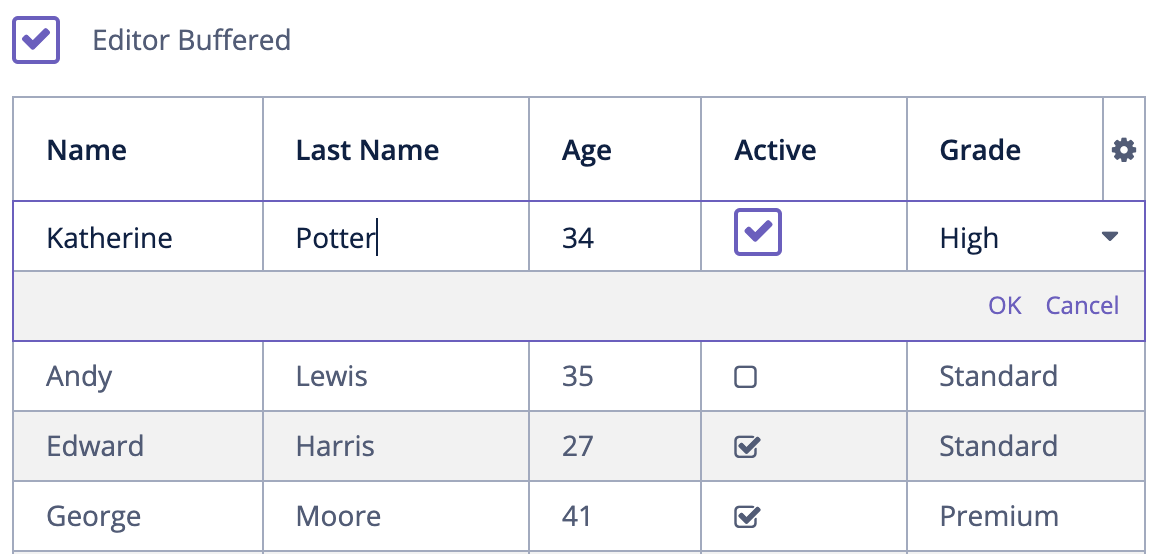 Editor Buffered
Name Last Name Age Active Grade
Katherine Potter 34 High
OK Cancel
Andy Lewis 35 Standard
Edward Harris 27 Standard
George Moore 41 Premium